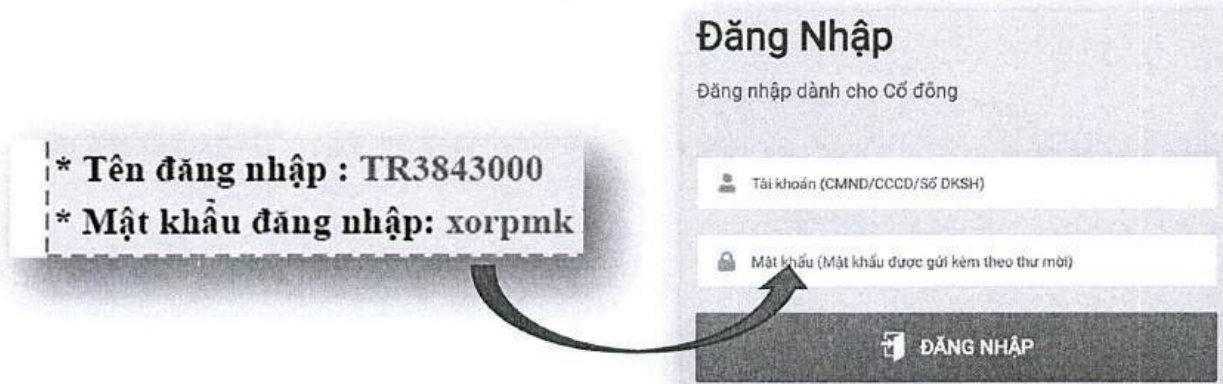 * Tên đăng nhập : TR3843000
* Mật khẩu đăng nhập: xorpmk
Đăng Nhập
Đăng nhập dành cho Cổ đông
Tài khoản (CMND/CCCD/Số DKSH)
Mật khẩu (Mật khẩu được gửi kèm theo thư mời)
ĐĂNG NHẬP